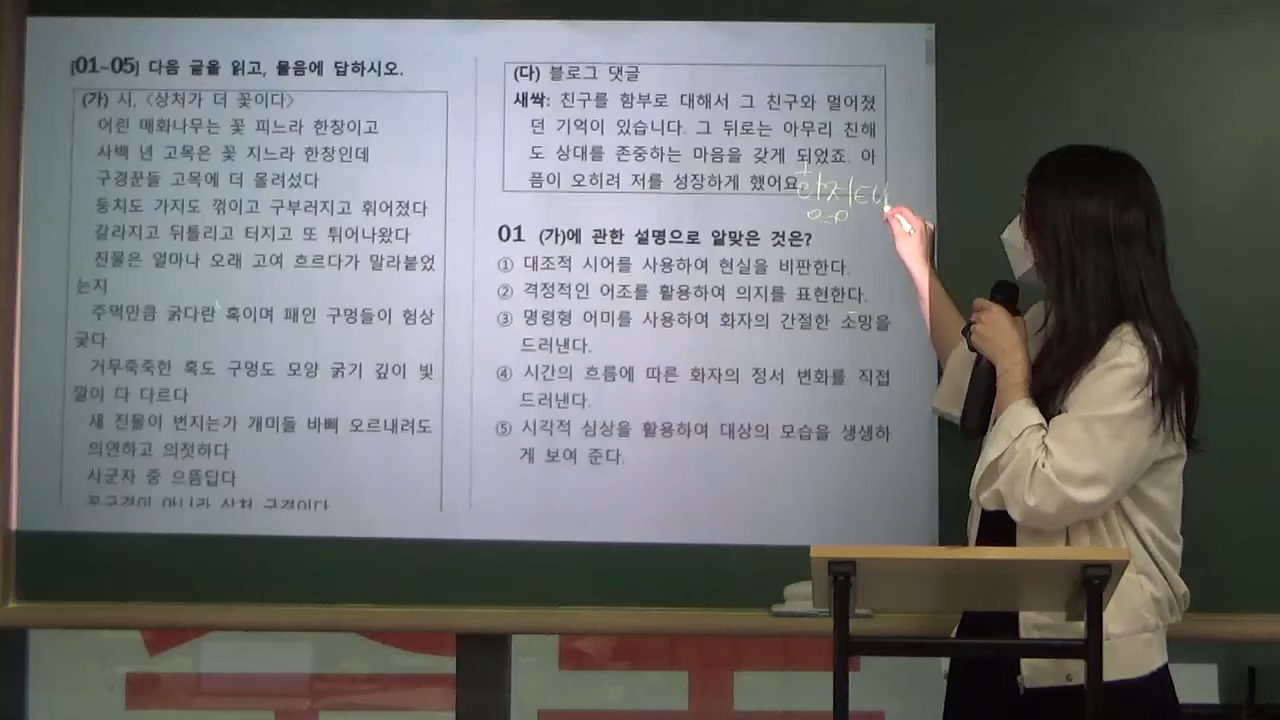 [01~05] 다음 글을 읽고, 물음에 답하시오.
(가) 시, 〈상처가 더 꽃이다〉
어린 매화나무는 꽃 피느라 한창이고
사백 년 고목은 꽃 지느라 한창인데
구경꾼들 고목에 더 몰려섰다
둥치도 가지도 꺾이고 구부러지고 휘어졌다
갈라지고 뒤틀리고 터지고 또 튀어나왔다
진물은 얼마나 오래 고여 흐르다가 말라붙었
는지
주먹만큼 굵다란 혹이며 패인 구멍들이 험상
궂다
거무죽죽한 혹도 구멍도 모양 굵기 깊이 빛
깔이 다 다르다
새 진물이 번지는가 개미들 바삐 오르내려도
의연하고 의젓하다
사군자 중 으뜸답다
꽃구경이 아니라 상처 구경이다
(다) 블로그 댓글
새싹: 친구를 함부로 대해서 그 친구와 멀어졌
던 기억이 있습니다. 그 뒤로는 아무리 친해
도 상대를 존중하는 마음을 갖게 되었죠. 아
픔이 오히려 저를 성장하게 했어요.
01 (가)에 관한 설명으로 알맞은 것은?
① 대조적 시어를 사용하여 현실을 비판한다.
② 격정적인 어조를 활용하여 의지를 표현한다.
③ 명령형 어미를 사용하여 화자의 간절한 소망을
드러낸다.
④ 시간의 흐름에 따른 화자의 정서 변화를 직접
드러낸다.
⑤ 시각적 심상을 활용하여 대상의 모습을 생생하
게 보여 준다.